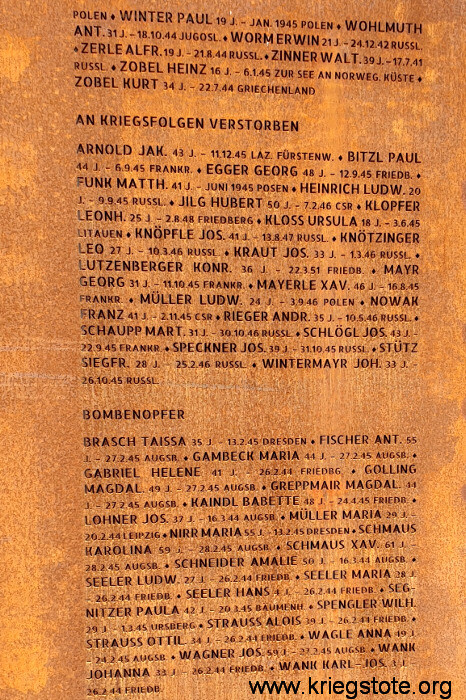 POLEN ♦ WINTER PAUL 19 J. - JAN. 1945 POLEN ♦ WOHLMUTH
ANT. 31 J. - 18.10.44 JUGOSL. ♦ WORM ERWIN 21 J. - 24.12.42 RUSSL.
♦ ZERLE ALFR. 19 J. - 21.8.44 RUSSL. ♦ ZINNER WALT. 39 J. - 17.7.41
RUSSL. ♦ ZOBEL HEINZ 16 J. - 6.1.45 ZUR SEE AN NORWEG. KÜSTE ♦
ZOBEL KURT 34 J. - 22.7.44 GRIECHENLAND
AN KRIEGSFOLGEN VERSTORBEN
ARNOLD JAK. 43 J. - 11.12.45 LAZ. FÜRSTENW. ♦ BITZL PAUL
44 J. - 6.9.45 FRANKR. ♦ EGGER GEORG 48 J. - 12.9.45 FRIEDB. ♦
FUNK MATTH. 41 J. - JUNI 1945 POSEN ♦ HEINRICH LUDW. 20
J. - 9.9.45 RUSSL. ♦ JILG HUBERT 50 J. - 7.2.46 CSR ♦ KLOPFER
LEONH. 25 J. - 2.8.48 FRIEDBERG ♦ KLOSS URSULA 18 J. - 3.6.45
LITAUEN ♦ KNÖPFLE JOS. 41 J. - 13.8.47 RUSSL. ♦ KNÖTZINGER
LEO 27 J. - 10.3.46 RUSSL. ♦ KRAUT JOS. 33 J. - 1.3.46 RUSSL. ♦
LUTZENBERGER KONR. 36 J. - 22.3.51 FRIEDB. ♦ MAYR
GEORG 31 J. - 11.10.45 FRANKR. ♦ MAYERLE XAV. 46 J. - 16.8.45
FRANKR. ♦ MÜLLER LUDW. 24 J. - 3.9.46 POLEN ♦ NOWAK
FRANZ 41 J. - 2.11.45 CSR ♦ RIEGER ANDR. 35 J. - 10.5.46 RUSSL. ♦
SCHAUPP MART. 31 J. - 30.10.46 RUSSL. ♦ SCHLÖGL JOS. 43 J. -
22.9.45 FRANKR. ♦ SPECKNER JOS. 39 J. - 31.10.45 RUSSL. ♦ STÜTZ
SIEGFR. 28 J. - 25.2.46 RUSSL. ♦ WINTERMAYR JOH. 33 J. -
26.10.45 RUSSL.
BOMBENOPFER
BRASCH TAISSA 35 J. - 13.2.45 DRESDEN ♦ FISCHER ANT. 55
J. - 27.2.45 AUGSB. ♦ GAMBECK MARIA 44 J. - 27.2.45 AUGSB. ♦
GABRIEL HELENE 41 J. - 26.2.44 FRIEDBG. ♦ GOLLING
MAGDAL. 49 J. - 27.2.45 AUGSB. ♦ GREPPMAIR MAGDAL. 44
J. - 27.2.45 AUGSB. ♦ KAINDL BABETTE 48 J. - 24.4.45 FRIEDB. ♦
LOHNER JOS. 37 J. - 16.3.44 AUGSB. ♦ MÜLLER MARIA 29 J. -
20.2.44 LEIPZIG ♦ NIRR MARIA 55 J. - 13.2.45 DRESDEN ♦ SCHMAUS
KAROLINA 59 J. - 28.2.45 AUGSB. ♦ SCHMAUS XAV. 61 J. -
28.2.45 AUGSB. ♦ SCHNEIDER AMALIE 50 J. - 16.3.44 AUGSB. ♦
SEELER LUDW. 27 J. - 26.2.44 FRIEDB. ♦ SEELER MARIA 28 J.
- 26.2.44 FRIEDB. ♦ SEELER HANS 4 J. - 26.2.44 FRIEDB. ♦ SEG-
NITZER PAULA 42 J. - 20.3.45 BAUMENH. ♦ SPENGLER WILH.
29 J. - 1.3.45 URSBERG ♦ STRAUSS ALOIS 39 J. - 26.2.44 FRIEDB. ♦
STRAUSS OTTIL. 34 J. - 26.2.44 FRIEDB. ♦ WAGLE ANNA 49 J.
- 24.2.45 AUGSB. ♦ WAGNER JOS. 59 J. - 27.2.45 AUGSB. ♦ WANK
JOHANNA 33 J. - 26.2.44 FRIEDB. ♦ WANK KARL-JOS. 3 J. -
26.2.44 FRIEDB.
www.kriegstote.org